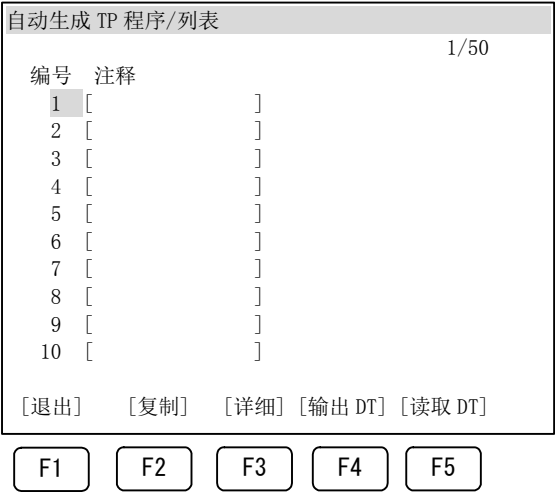 自动生成 TP 程序/列表
1/50
编号 注释
1 [ ]
2 [ ]
3 [ ]
4 [ ]
5 [ ]
6 [ ]
7 [ ]
8 [ ]
9 [ ]
10 [ ]
[退出] [复制] [详细] [输出 DT] [读取 DT]
F1 F2 F3 F4 F5